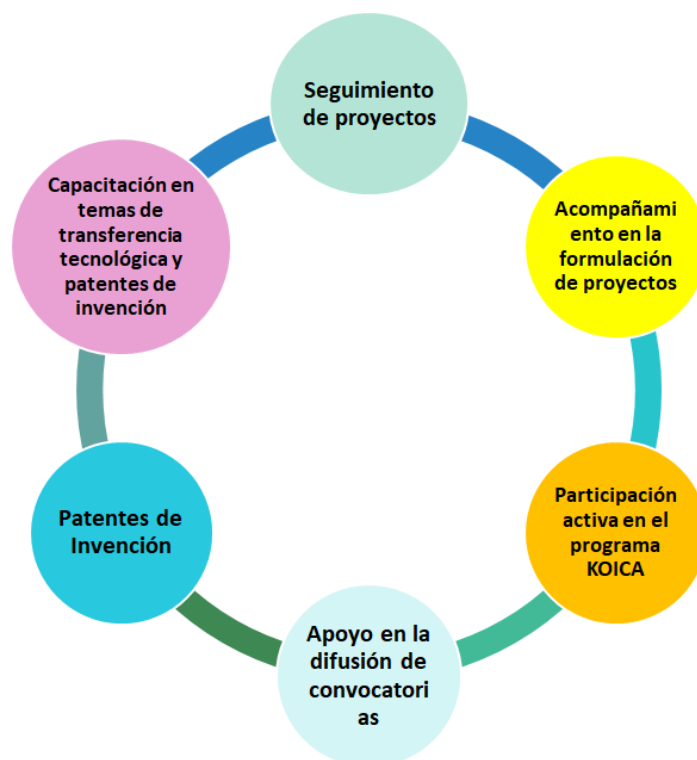 Seguimiento
de proyectos
Acompañami
ento en la
formulación
de proyectos
Participación
activa en el
programa
KOICA
Apoyo en la
difusión de
convocatori
as
Patentes de
Invención
Capacitación en
temas de
transferencia
tecnológica y
patentes de
invención